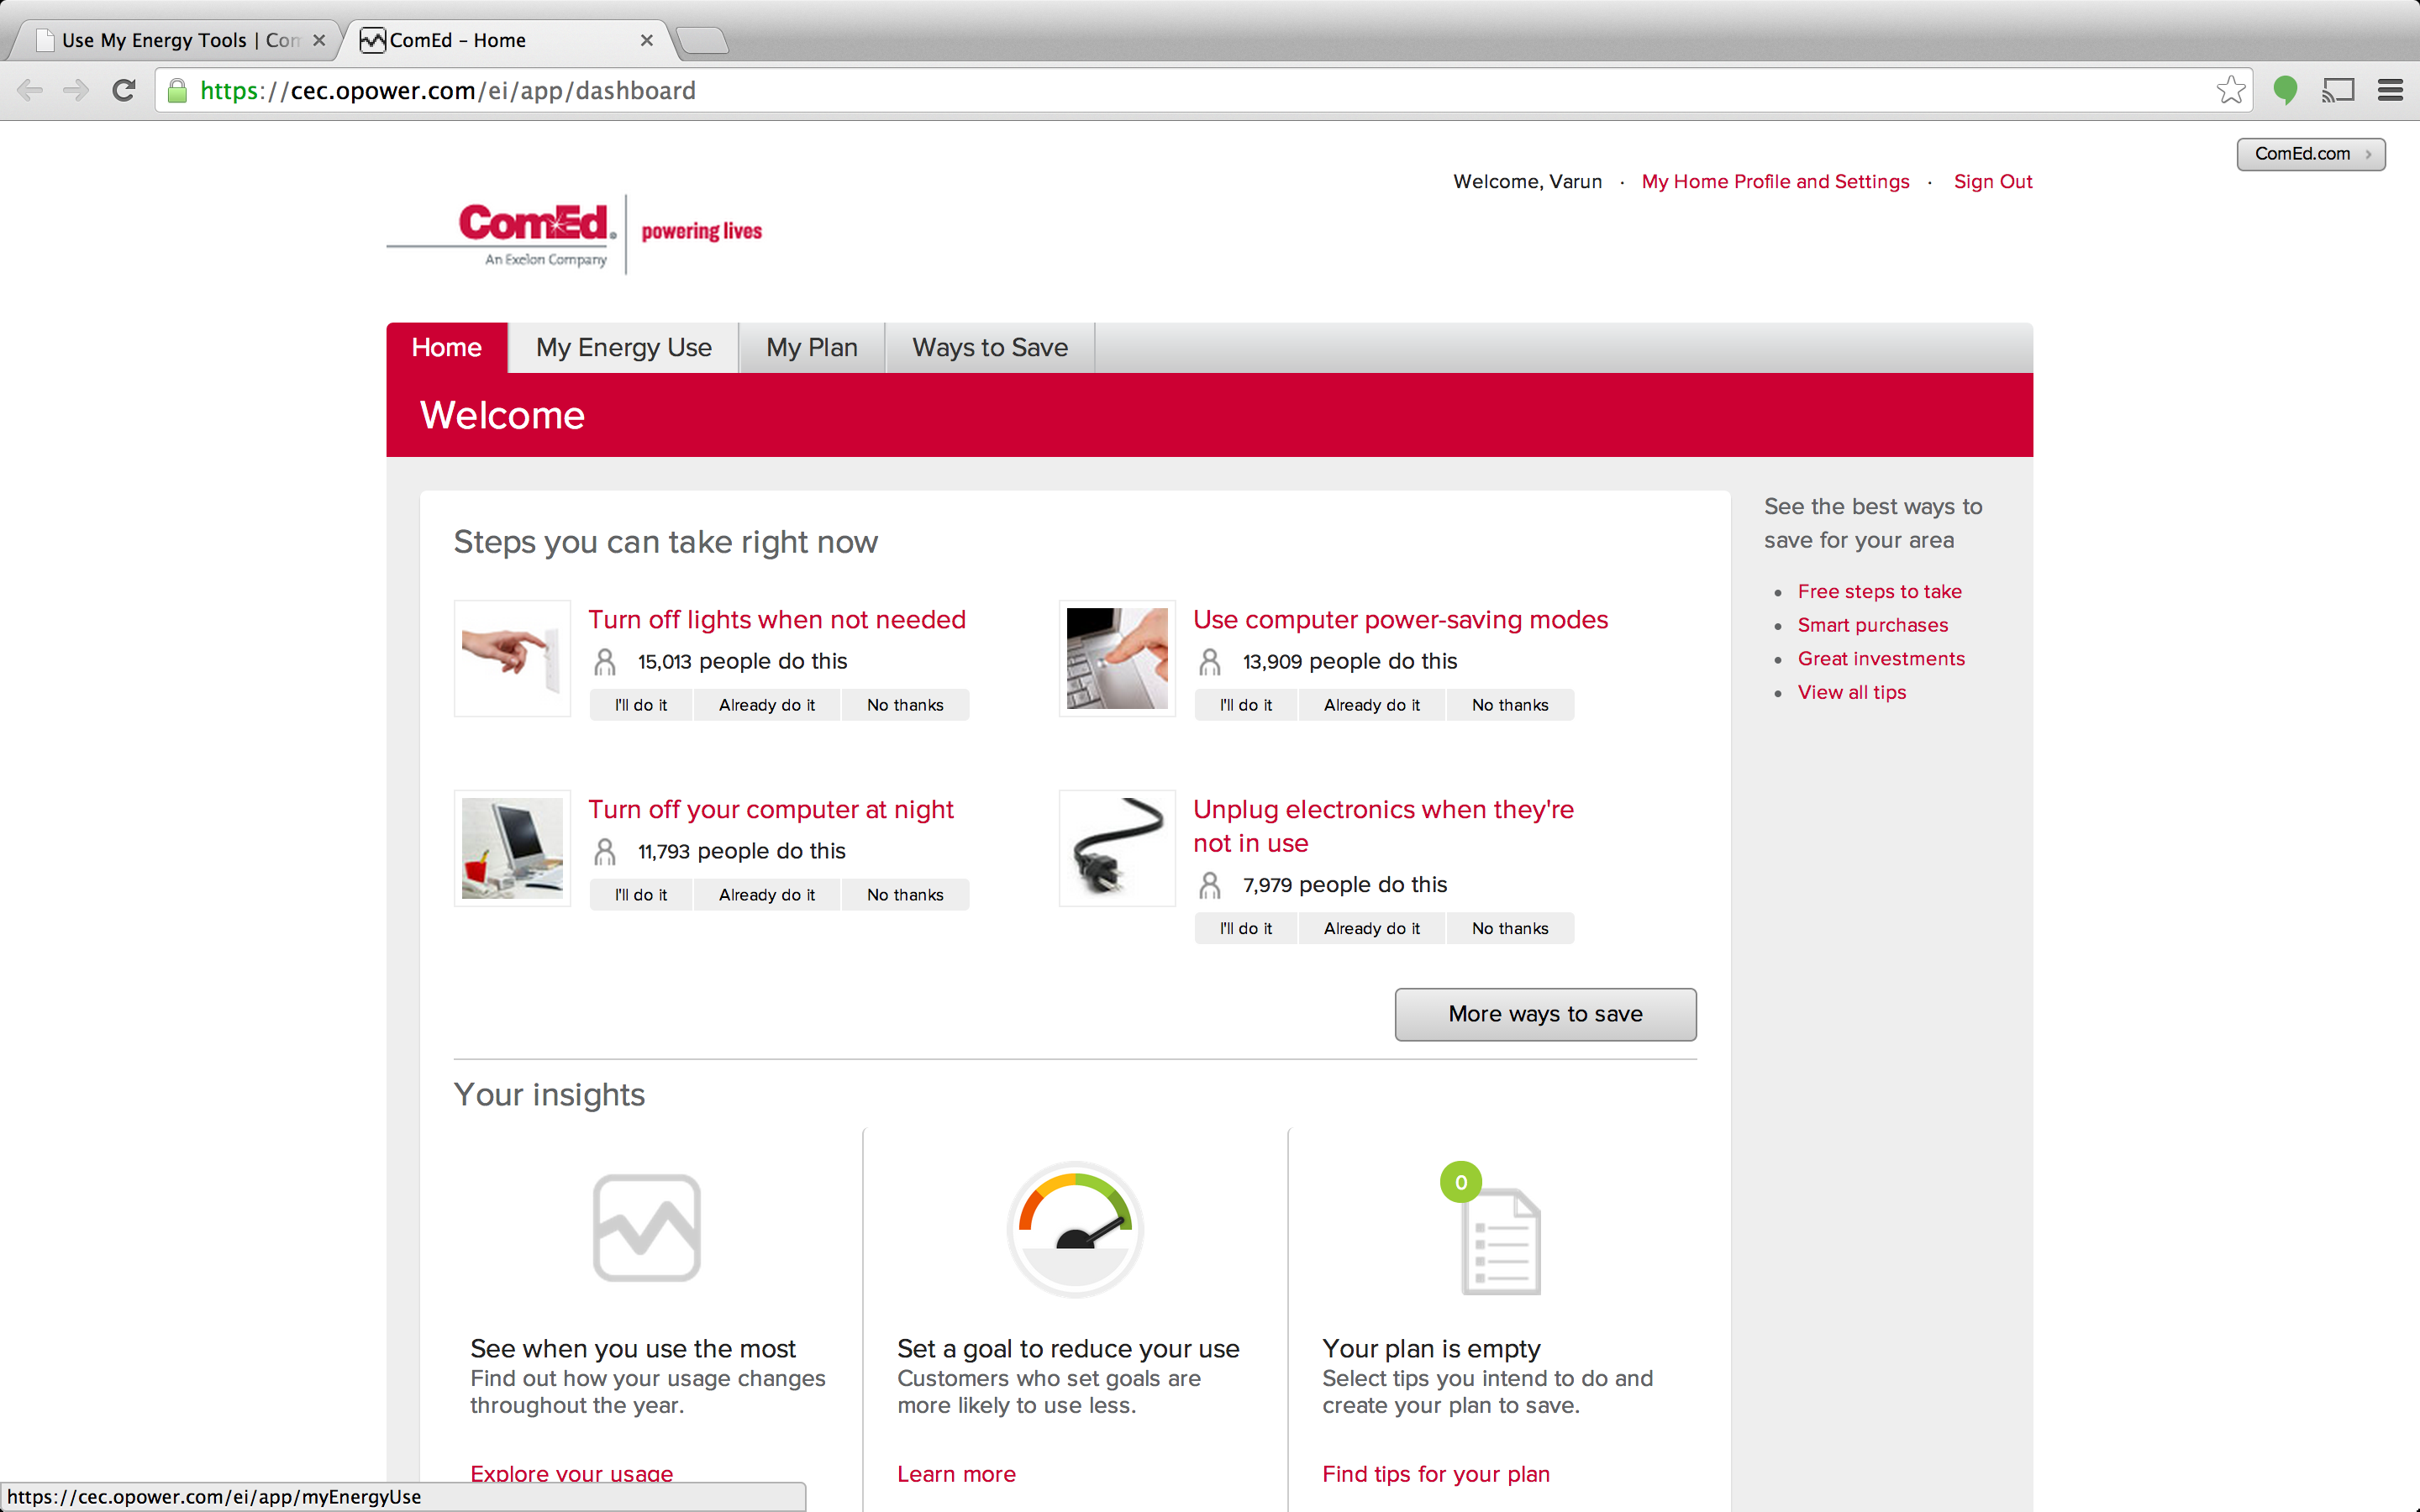 Use My Energy Tools | Com
ComEd - Home
https://cec.opower.com/ei/app/dashboard
ComEd.com
Welcome, Varun · My Home Profile and Settings · Sign Out
ComEd®
An Exelon Company
powering lives
Home
My Energy Use
My Plan
Ways to Save
Welcome
Steps you can take right now
Turn off lights when not needed
15,013 people do this
I'll do it
Already do it
No thanks
Use computer power-saving modes
13,909 people do this
I'll do it
Already do it
No thanks
Turn off your computer at night
11,793 people do this
I'll do it
Already do it
No thanks
Unplug electronics when they're
not in use
7,979 people do this
I'll do it
Already do it
No thanks
More ways to save
See the best ways to
save for your area
Free steps to take
Smart purchases
Great investments
View all tips
Your insights
See when you use the most
Find out how your usage changes
throughout the year.
Explore your usage
Set a goal to reduce your use
Customers who set goals are
more likely to use less.
Learn more
0
Your plan is empty
Select tips you intend to do and
create your plan to save.
Find tips for your plan
https://cec.opower.com/ei/app/myEnergyUse